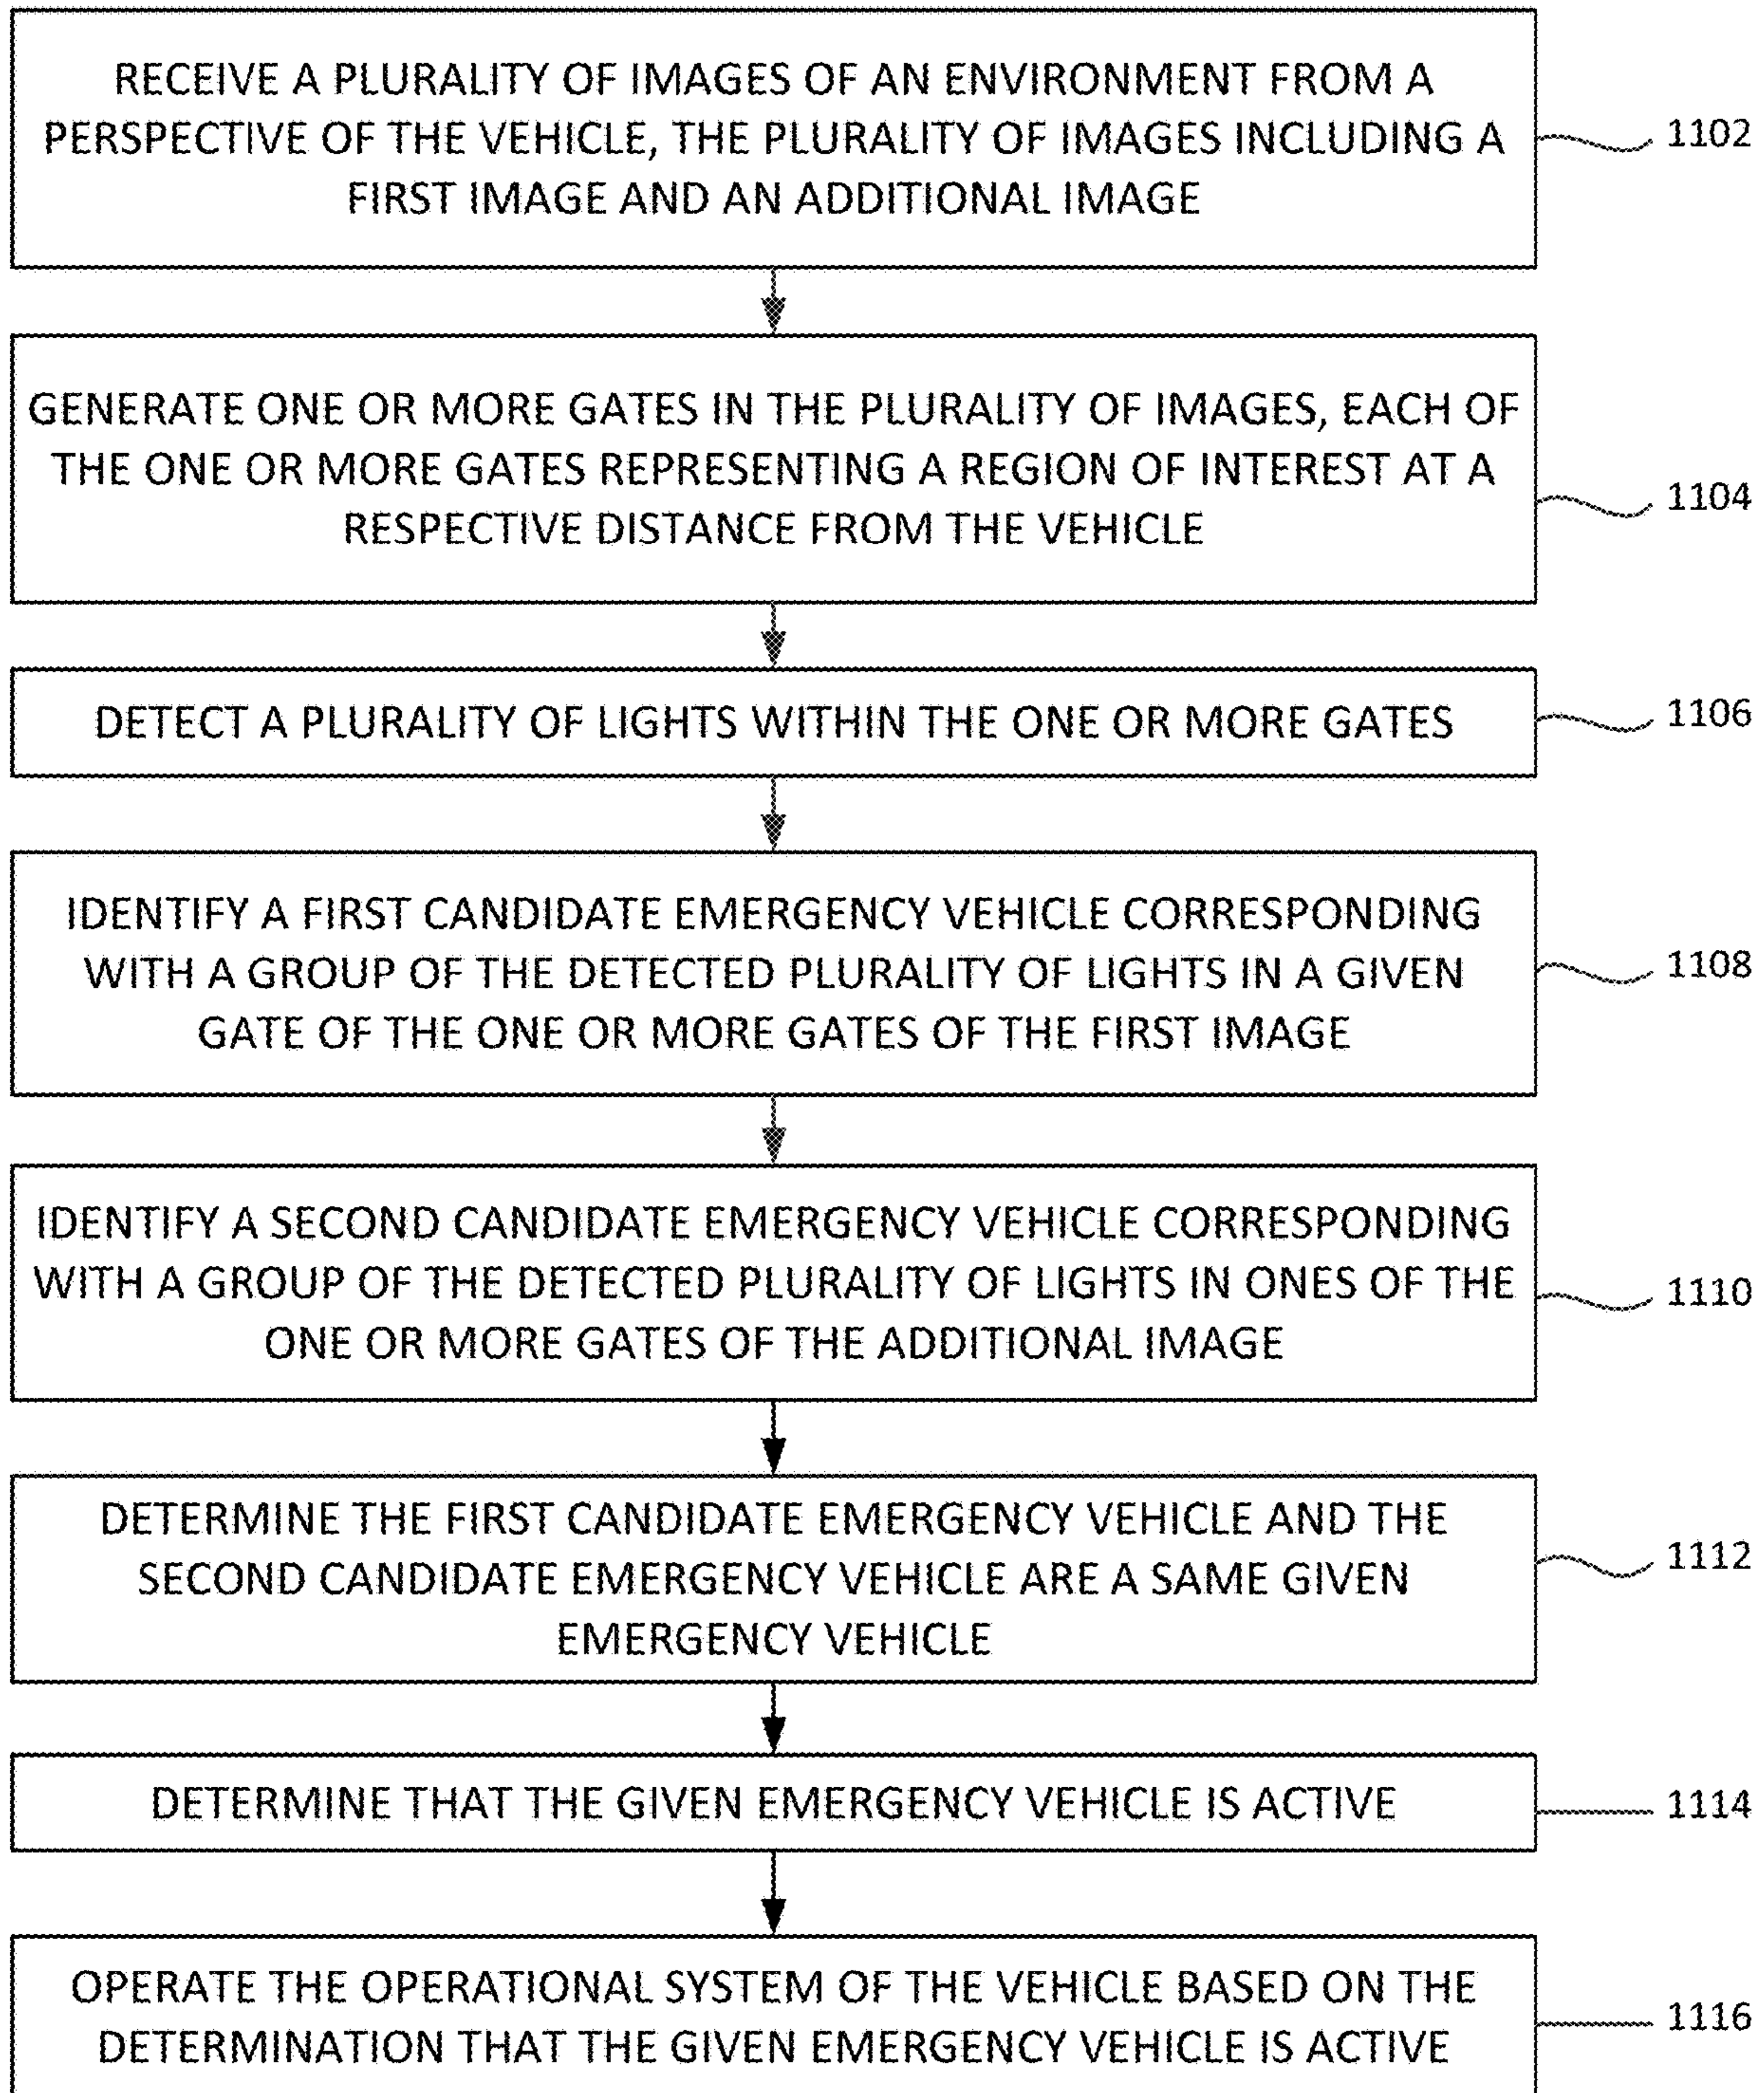 RECEIVE A PLURALITY OF IMAGES OF AN ENVIRONMENT FROM A
PERSPECTIVE OF THE VEHICLE, THE PLURALITY OF IMAGES INCLUDING A
FIRST IMAGE AND AN ADDITIONAL IMAGE
1102
GENERATE ONE OR MORE GATES IN THE PLURALITY OF IMAGES, EACH OF
THE ONE OR MORE GATES REPRESENTING A REGION OF INTEREST AT A
RESPECTIVE DISTANCE FROM THE VEHICLE
1104
DETECT A PLURALITY OF LIGHTS WITHIN THE ONE OR MORE GATES
1106
IDENTIFY A FIRST CANDIDATE EMERGENCY VEHICLE CORRESPONDING
WITH A GROUP OF THE DETECTED PLURALITY OF LIGHTS IN A GIVEN
GATE OF THE ONE OR MORE GATES OF THE FIRST IMAGE
1108
IDENTIFY A SECOND CANDIDATE EMERGENCY VEHICLE CORRESPONDING
WITH A GROUP OF THE DETECTED PLURALITY OF LIGHTS IN ONES OF THE
ONE OR MORE GATES OF THE ADDITIONAL IMAGE
1110
DETERMINE THE FIRST CANDIDATE EMERGENCY VEHICLE AND THE
SECOND CANDIDATE EMERGENCY VEHICLE ARE A SAME GIVEN
EMERGENCY VEHICLE
1112
DETERMINE THAT THE GIVEN EMERGENCY VEHICLE IS ACTIVE
1114
OPERATE THE OPERATIONAL SYSTEM OF THE VEHICLE BASED ON THE
DETERMINATION THAT THE GIVEN EMERGENCY VEHICLE IS ACTIVE
1116